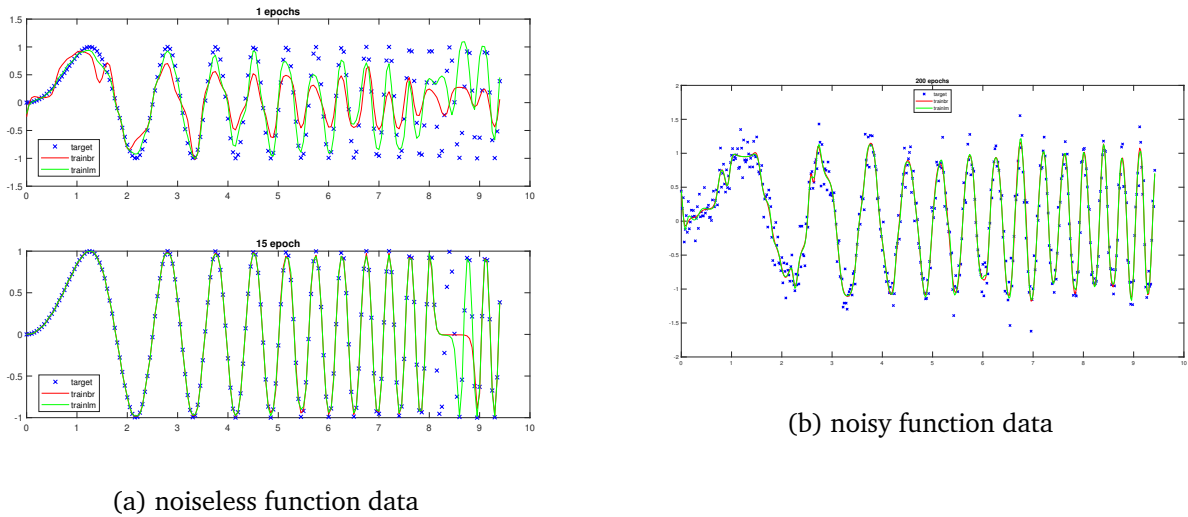 1 epochs
1.5
1
0.5
0
-0.5
-1
-1.5
target
trainbr
trainlm
0 1 2 3 4 5 6 7 8 9 10
15 epoch
1
0.5
0
-0.5
-1
target
trainbr
trainlm
0 1 2 3 4 5 6 7 8 9 10
(a) noiseless function data
200 epochs
2
1.5
1
0.5
0
-0.5
-1
-1.5
-2
target
trainbr
trainlm
0 1 2 3 4 5 6 7 8 9 10
(b) noisy function data